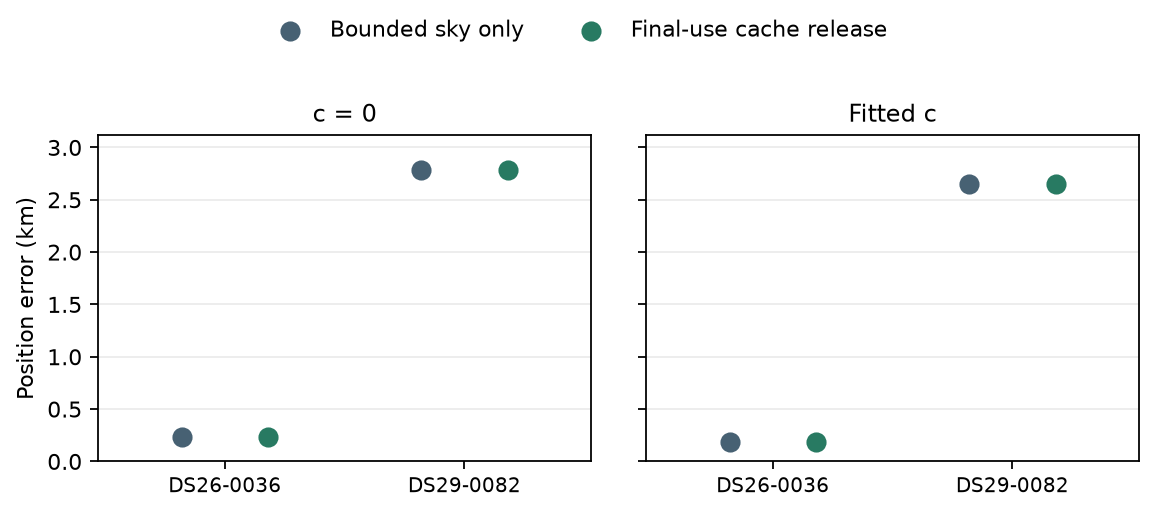 Bounded sky only
Final-use cache release
c = 0
Fitted c
Position error (km)
3.0
2.5
2.0
1.5
1.0
0.5
0.0
DS26-0036
DS29-0082
DS26-0036
DS29-0082